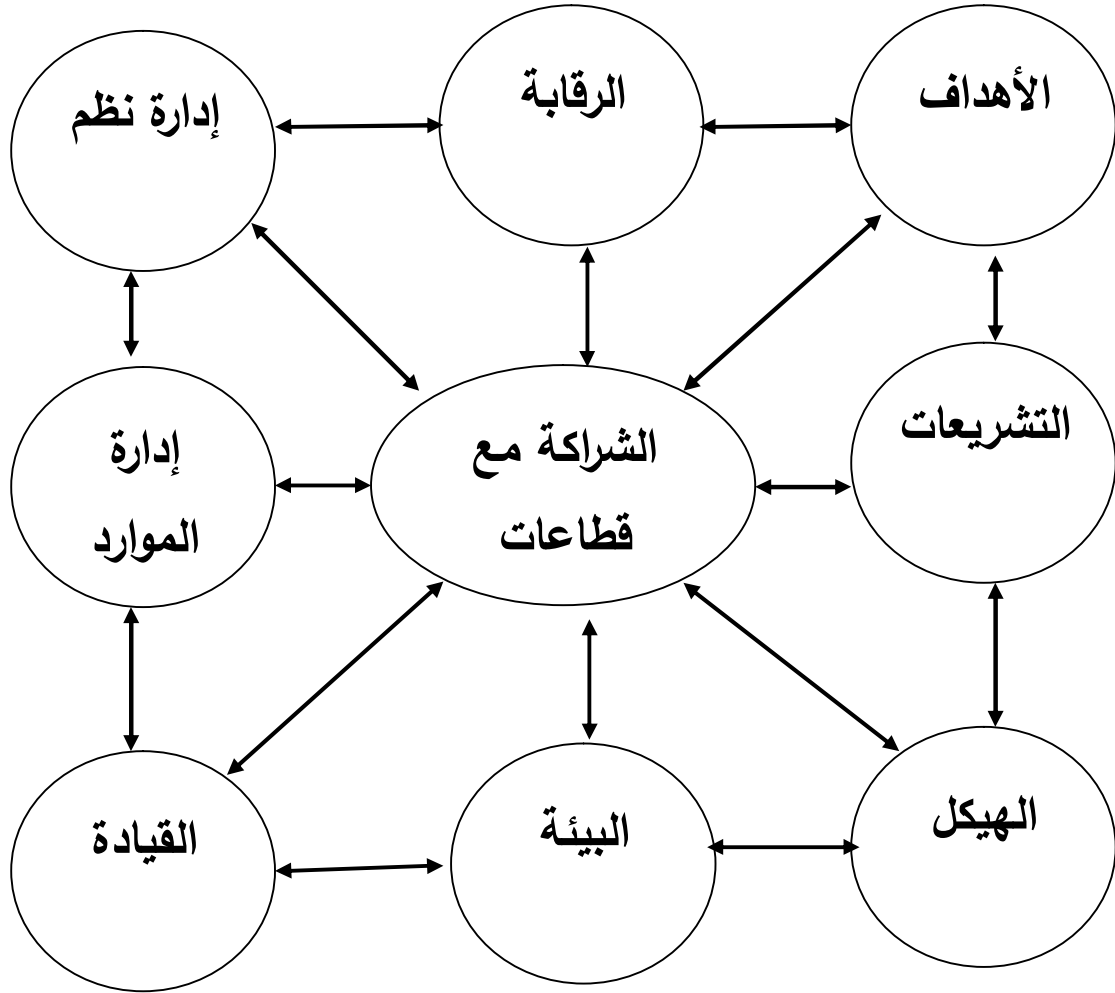 الأهداف
الرقابة
إدارة نظم
التشريعات
الشراكة مع
قطاعات
إدارة
الموارد
الهيكل
البيئة
القيادة